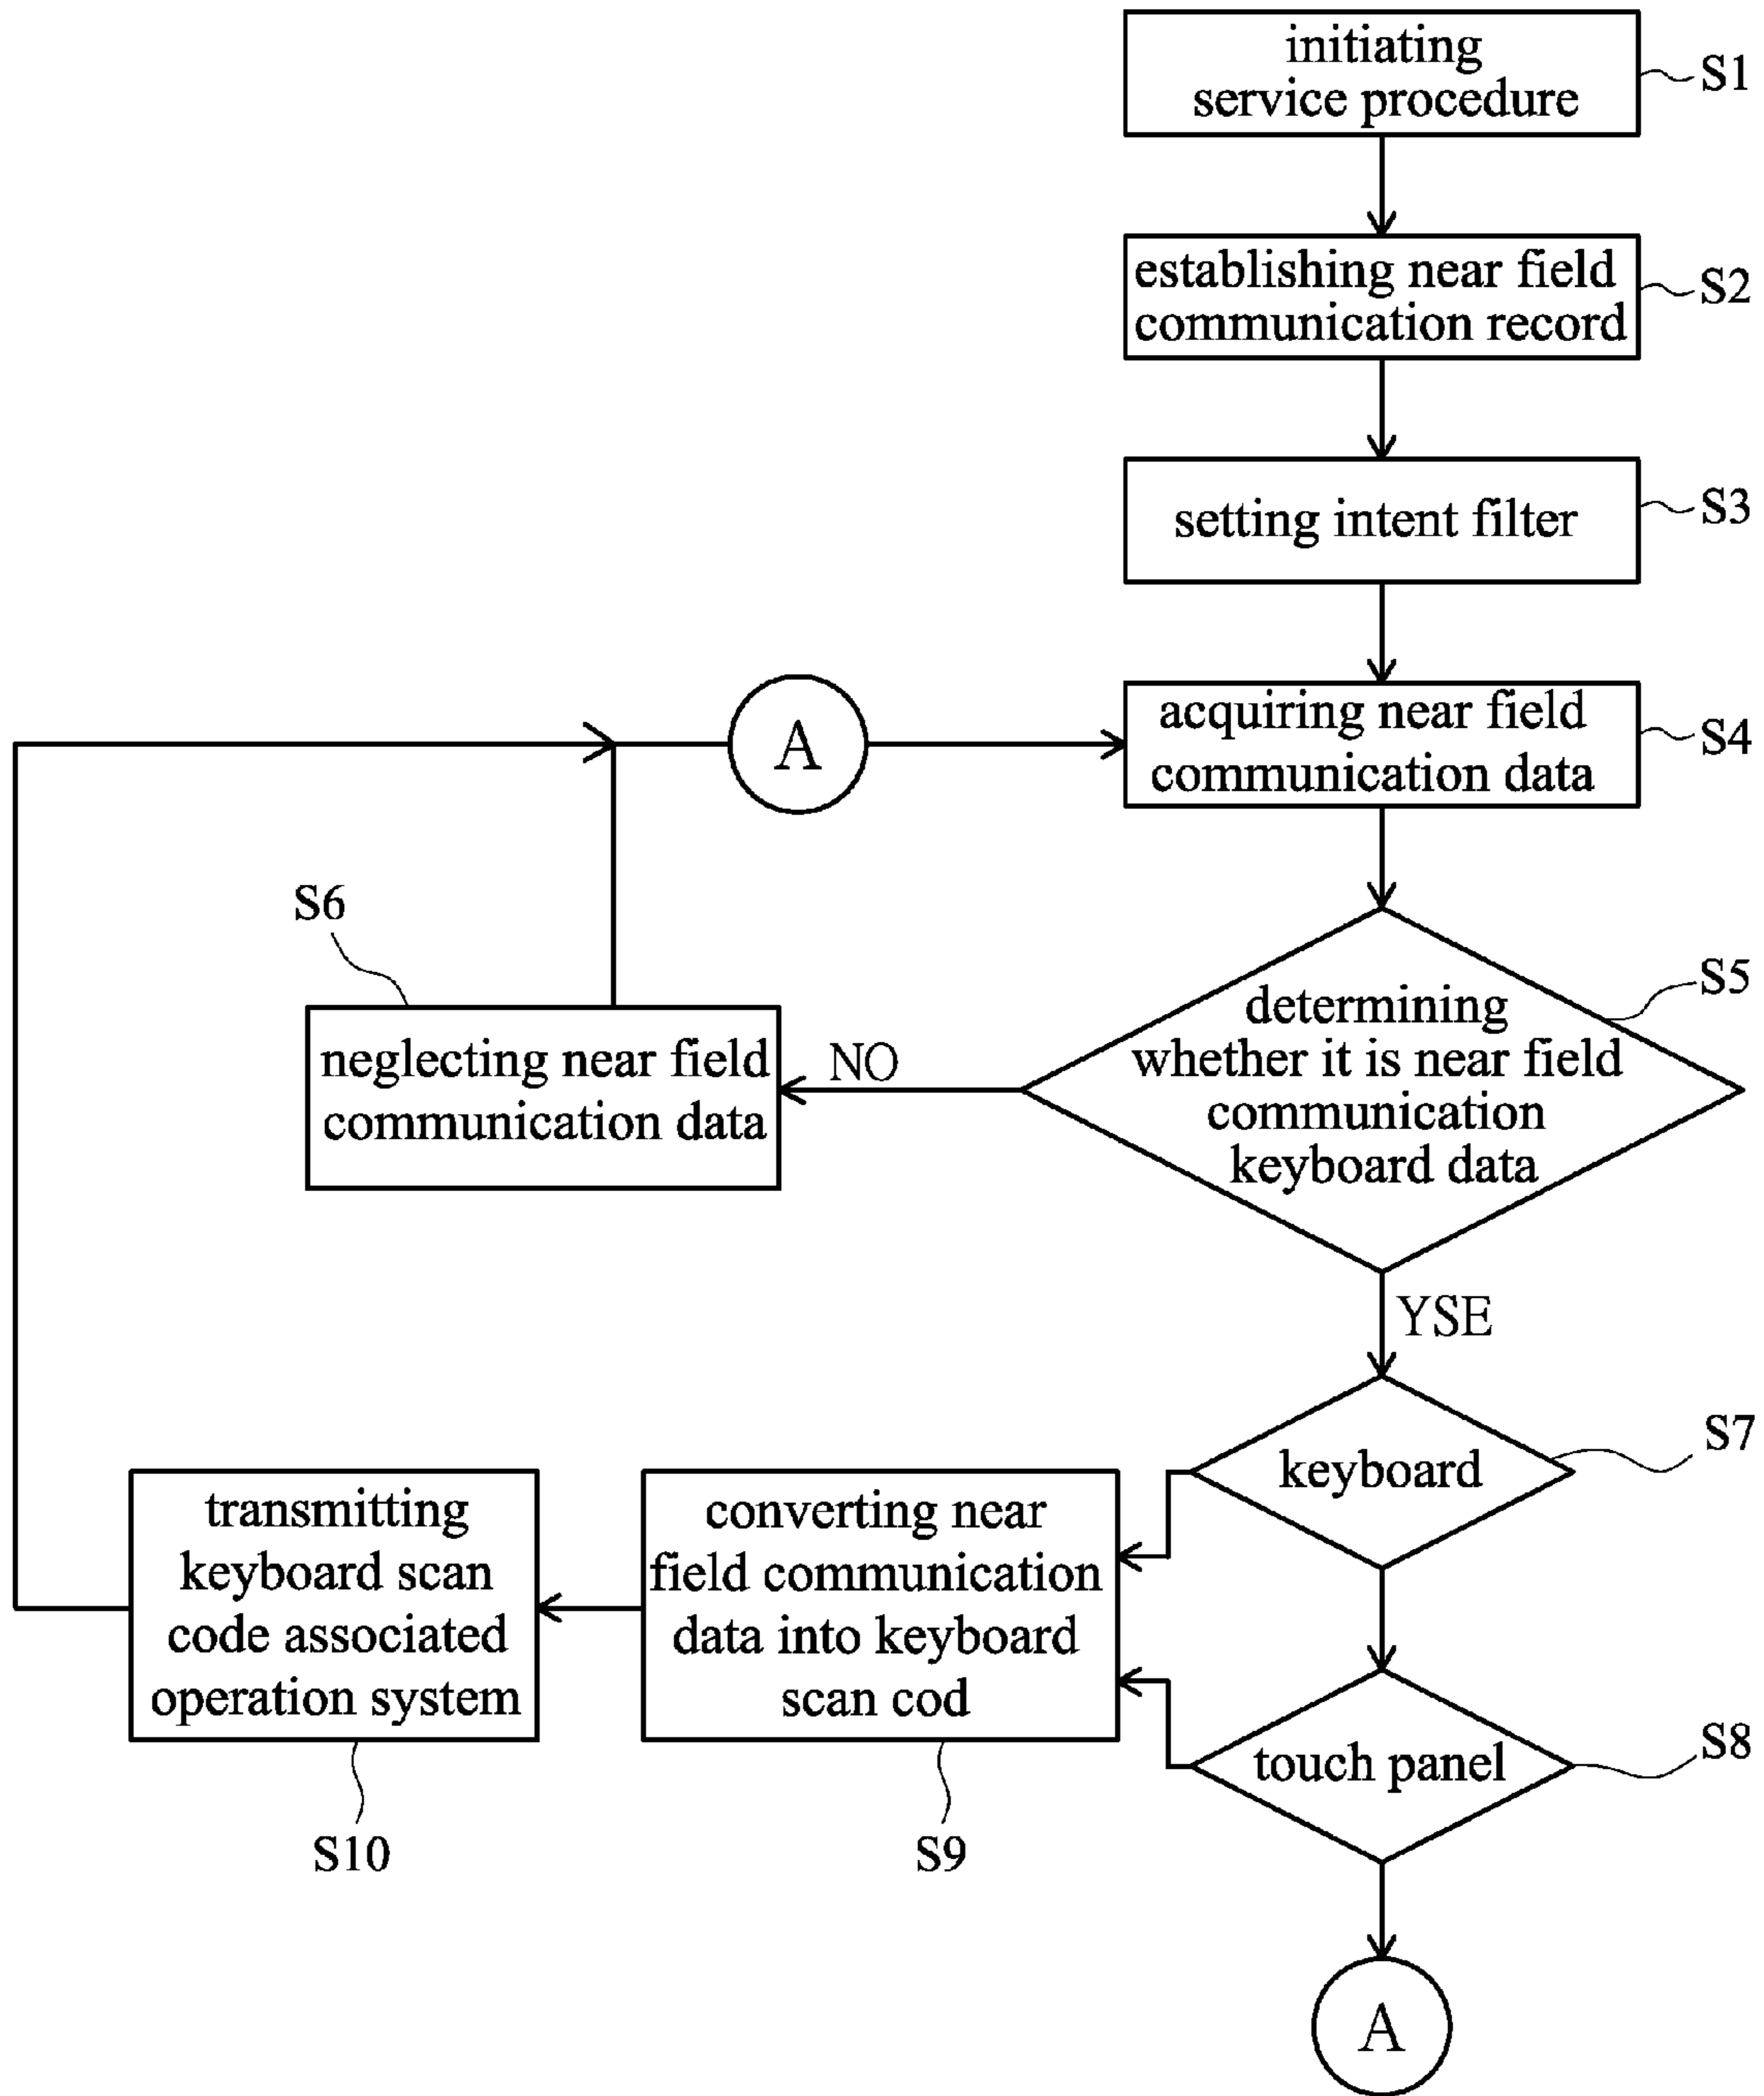 initiating
service procedure
S1
establishing near field
communication record
S2
setting intent filter
S3
A
acquiring near field
communication data
S4
S6
neglecting near field
communication data
NO
determining
whether it is near field
communication
keyboard data
S5
YSE
keyboard
S7
transmitting
keyboard scan
code associated
operation system
S10
converting near
field communication
data into keyboard
scan cod
S9
touch panel
S8
A